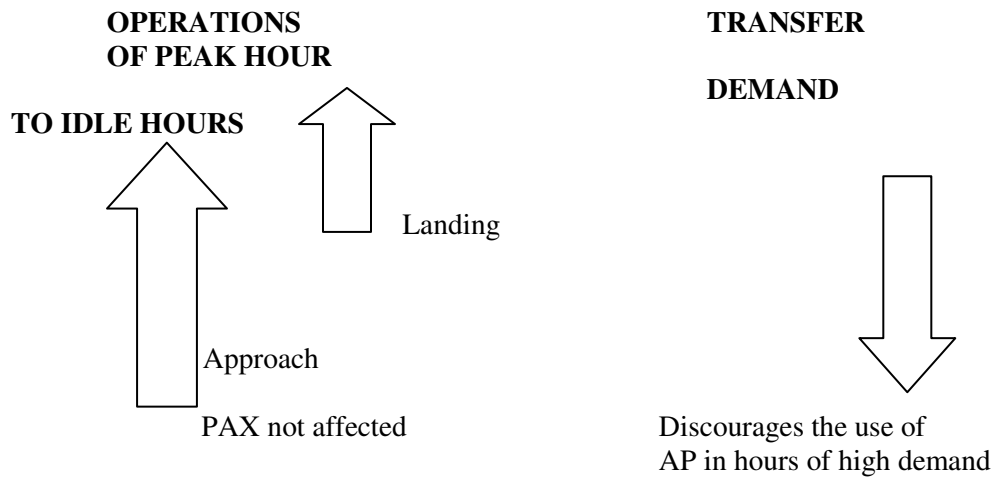 OPERATIONS
OF PEAK HOUR
TO IDLE HOURS
Landing
Approach
PAX not affected
TRANSFER
DEMAND
Discourages the use of
AP in hours of high demand